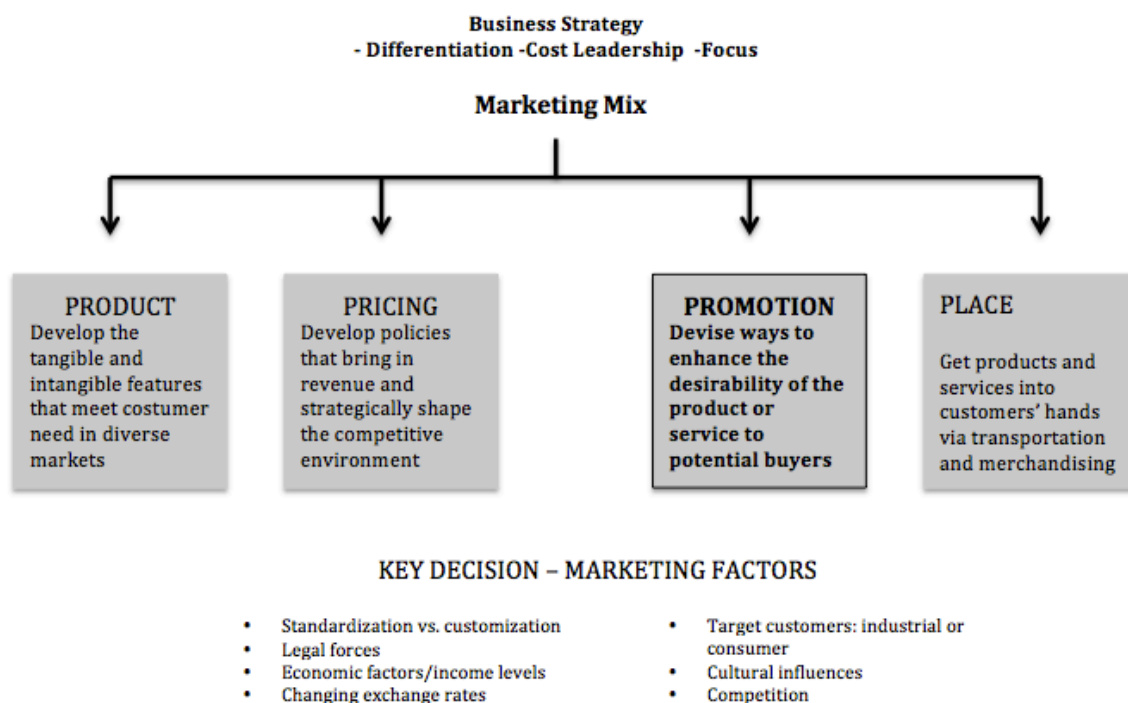 Business Strategy
- Differentiation -Cost Leadership -Focus
Marketing Mix
PRODUCT
Develop the
tangible and
intangible features
that meet costumer
need in diverse
markets
PRICING
Develop policies
that bring in
revenue and
strategically shape
the competitive
environment
PROMOTION
Devise ways to
enhance the
desirability of the
product or
service to
potential buyers
PLACE
Get products and
services into
customers’ hands
via transportation
and merchandising
KEY DECISION – MARKETING FACTORS
• Standardization vs. customization
• Legal forces
• Economic factors/income levels
• Changing exchange rates
• Target customers: industrial or
consumer
• Cultural influences
• Competition